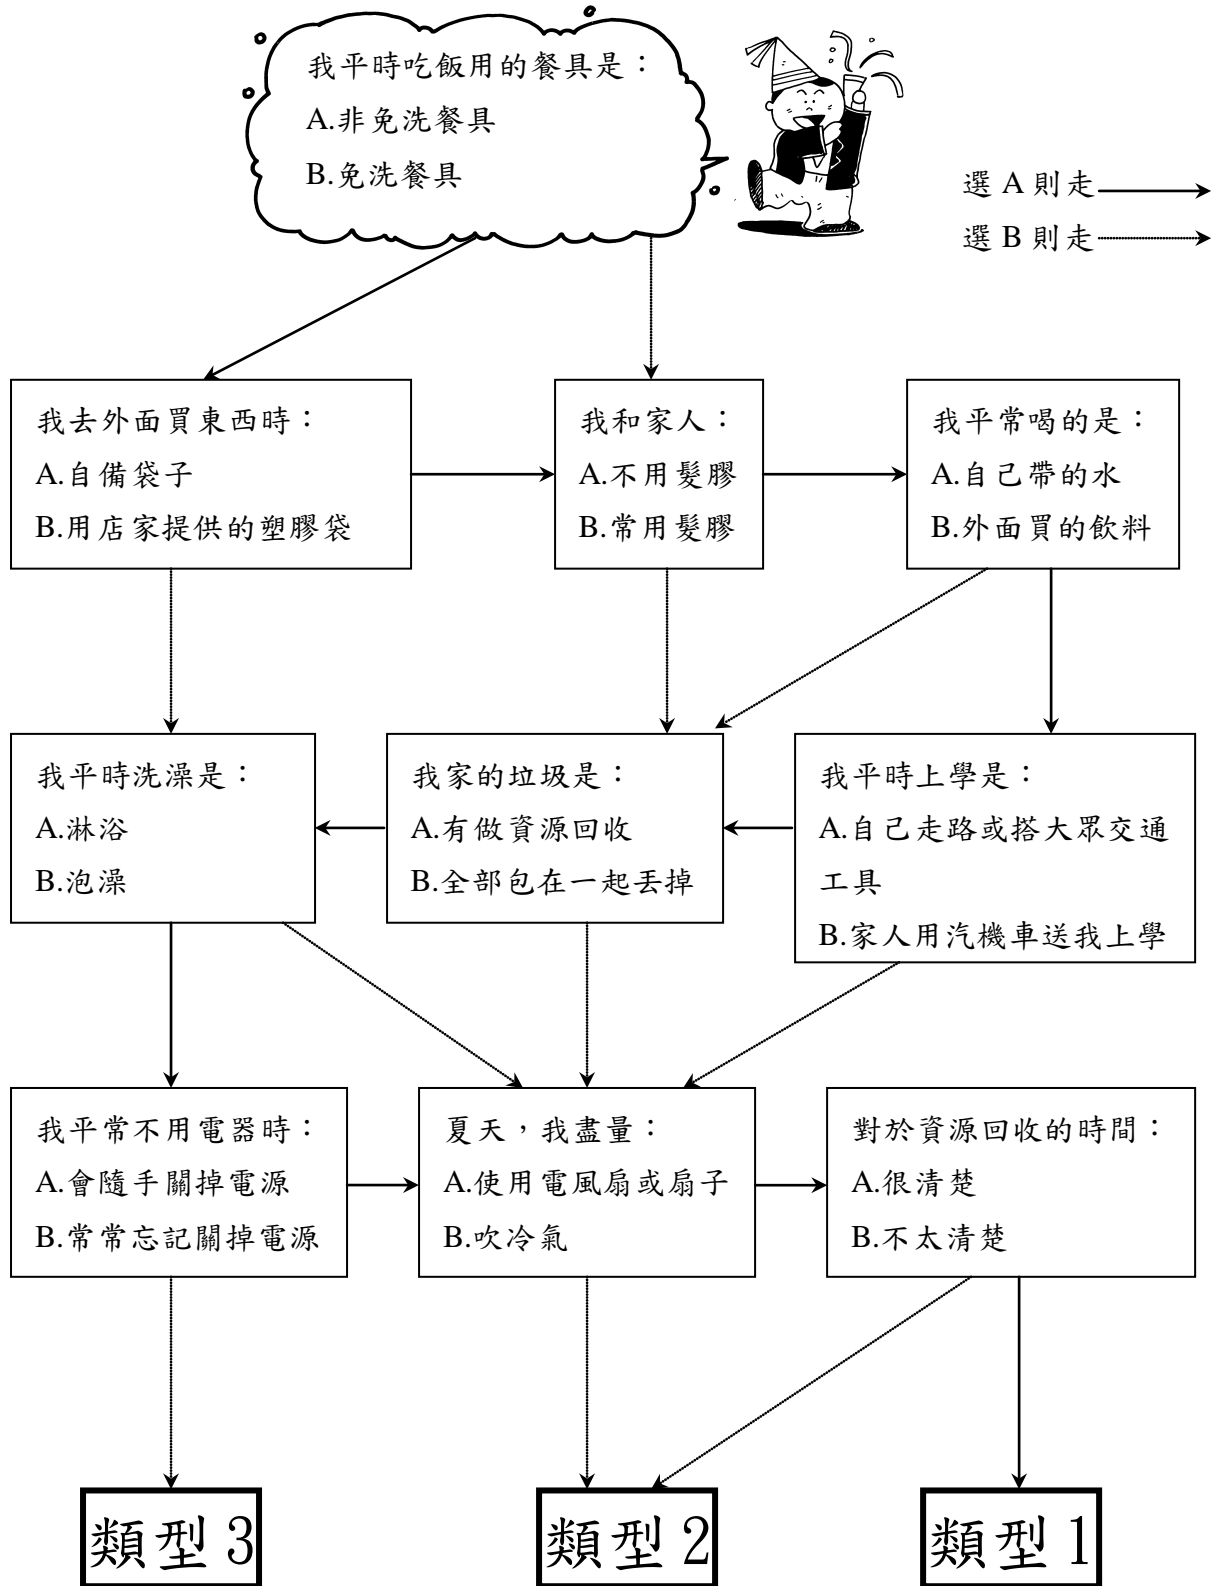 我平時吃飯用的餐具是：
A.非免洗餐具
B.免洗餐具
選 A 則走
選 B 則走
我去外面買東西時：
A.自備袋子
B.用店家提供的塑膠袋
我和家人：
A.不用髮膠
B.常用髮膠
我平常喝的是：
A.自己帶的水
B.外面買的飲料
我平時洗澡是：
A.淋浴
B.泡澡
我家的垃圾是：
A.有做資源回收
B.全部包在一起丟掉
我平時上學是：
A.自己走路或搭大眾交通
工具
B.家人用汽機車送我上學
我平常不用電器時：
A.會隨手關掉電源
B.常常忘記關掉電源
夏天，我盡量：
A.使用電風扇或扇子
B.吹冷氣
對於資源回收的時間：
A.很清楚
B.不太清楚
類型 3
類型 2
類型 1